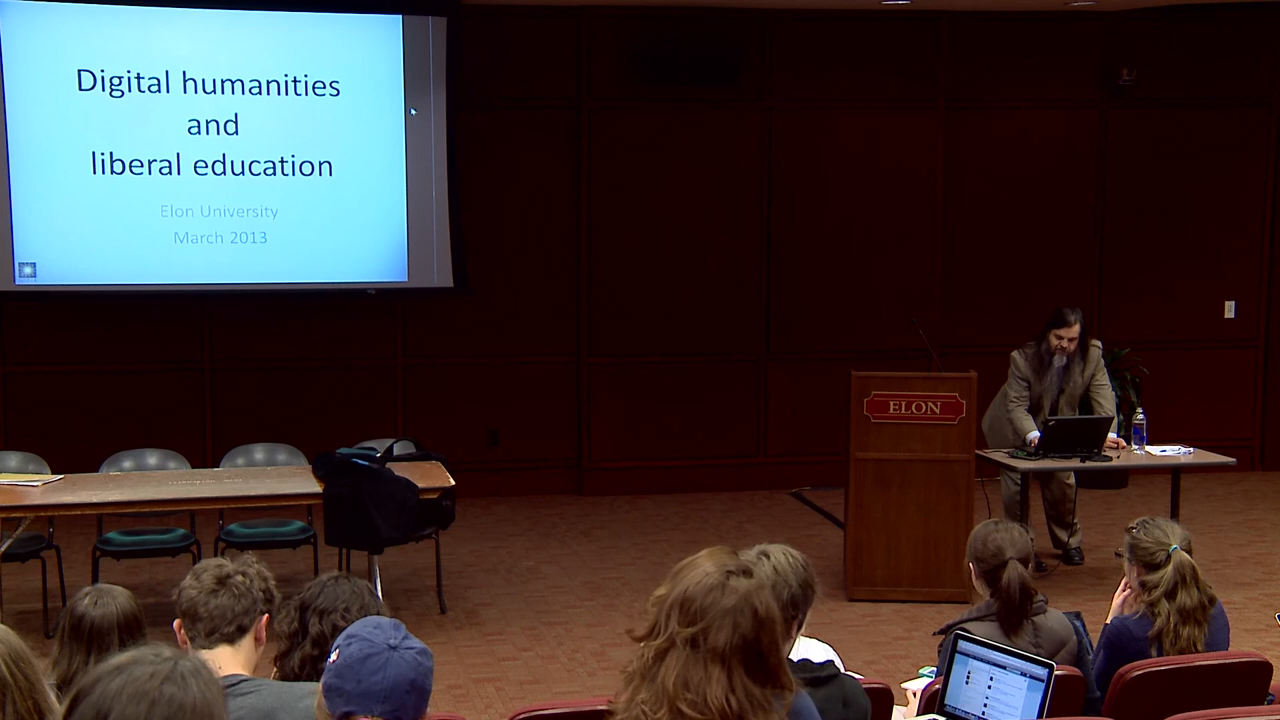 Digital humanities
and
liberal education
Elon University
March 2013
ELON